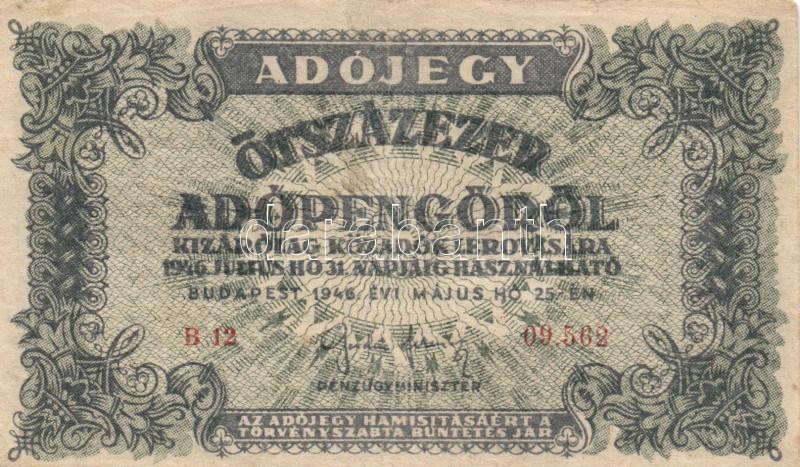 ADÓJEGY
ÖTSZÁZEZER
ADÓPENGŐRŐL
KIZÁRÓLAG KÖZADÓK LEROVÁSÁRA
1946. JÚLIUS HÓ 31. NAPJÁIG HASZNÁLHATÓ
BUDAPEST, 1946. ÉVI MÁJUS HÓ 25.-ÉN
B 12 09.562
PÉNZÜGYMINISZTER
AZ ADÓJEGY HAMISÍTÁSÁÉRT A
TÖRVÉNYSZABTA BÜNTETÉS JÁR
darabanth